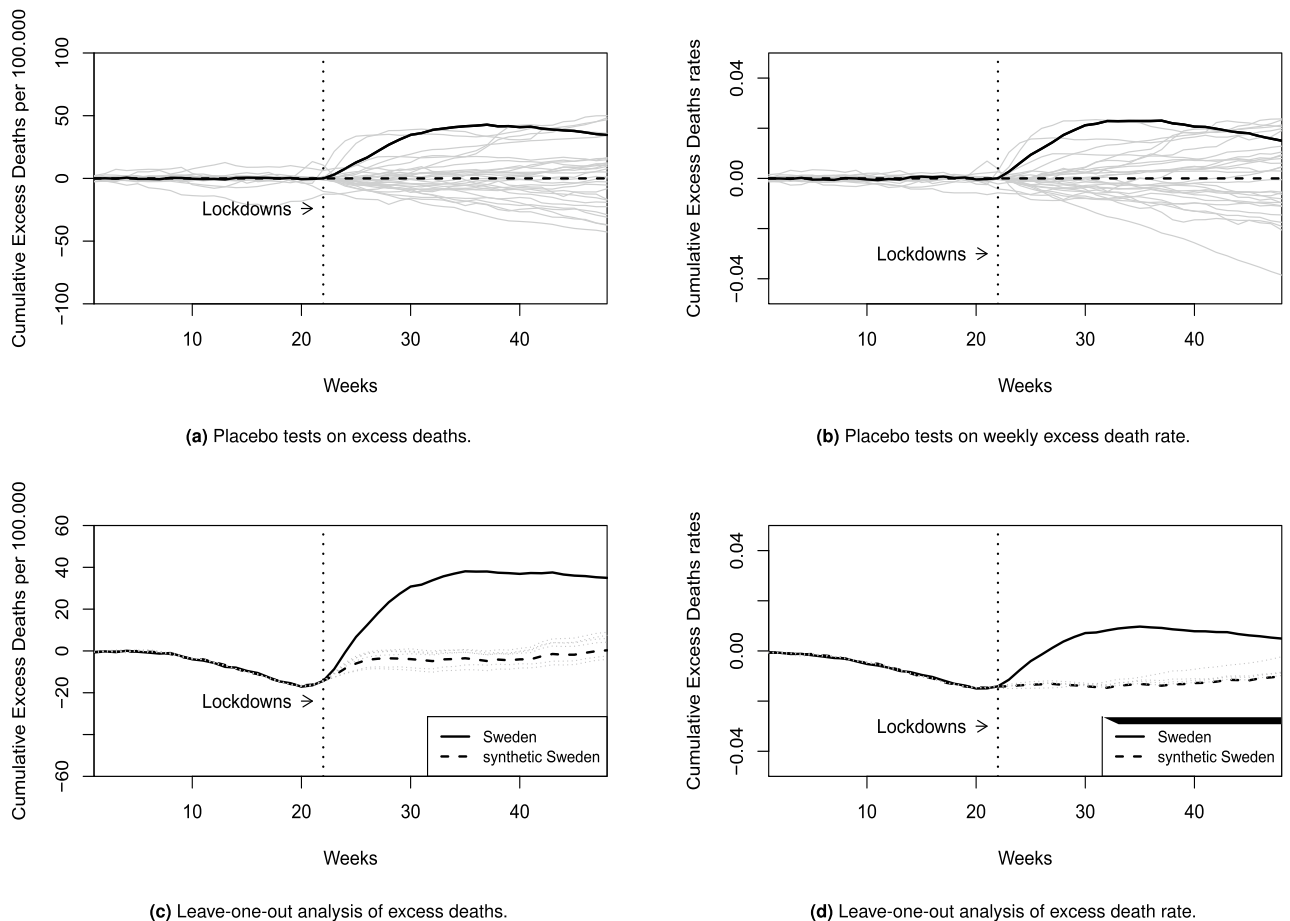 Cumulative Excess Deaths per 100.000
100
50
0
−50
−100
Lockdowns
10 20 30 40
Weeks
(a) Placebo tests on excess deaths.
Cumulative Excess Deaths rates
0.04
0.00
−0.04
Lockdowns
10 20 30 40
Weeks
(b) Placebo tests on weekly excess death rate.
Cumulative Excess Deaths per 100.000
60
40
20
0
−20
−60
Lockdowns
Sweden
synthetic Sweden
10 20 30 40
Weeks
(c) Leave-one-out analysis of excess deaths.
Cumulative Excess Deaths rates
0.04
0.00
−0.04
Lockdowns
Sweden
synthetic Sweden
10 20 30 40
Weeks
(d) Leave-one-out analysis of excess death rate.